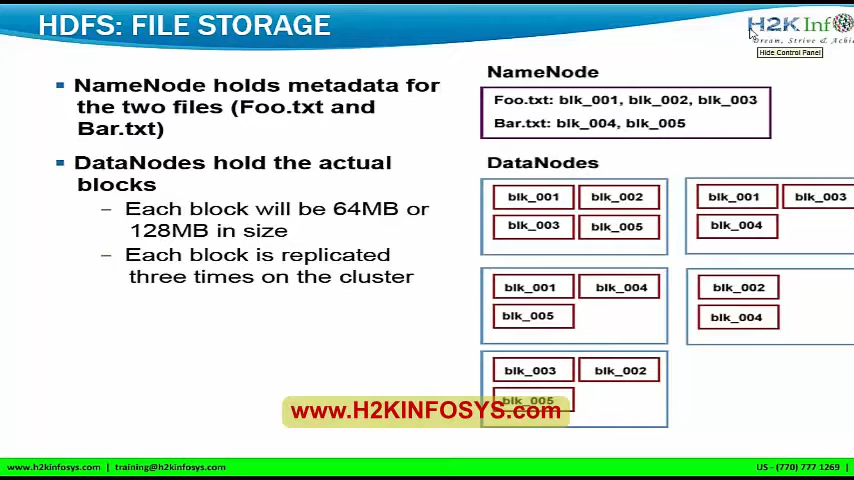 HDFS: FILE STORAGE
H2K Inf
Dream, Strive & Achi
Hide Control Panel
NameNode holds metadata for
the two files (Foo.txt and
Bar.txt)
DataNodes hold the actual
blocks
– Each block will be 64MB or
128MB in size
– Each block is replicated
three times on the cluster
NameNode
Foo.txt: blk_001, blk_002, blk_003
Bar.txt: blk_004, blk_005
DataNodes
blk_001 blk_002
blk_003 blk_005
blk_001 blk_003
blk_004
blk_001 blk_004
blk_005
blk_002
blk_004
blk_003 blk_002
blk_005
www.H2KINFOSYS.com
www.h2kinfosys.com | training@h2kinfosys.com
US - (770) 777 1269 |